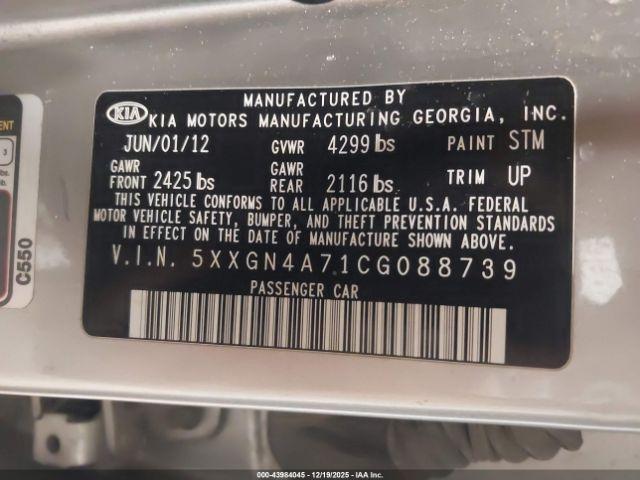 MANUFACTURED BY
KIA KIA MOTORS MANUFACTURING GEORGIA, INC.
JUN/01/12 GVWR 4299 lbs PAINT STM
GAWR FRONT 2425 lbs GAWR REAR 2116 lbs TRIM UP
THIS VEHICLE CONFORMS TO ALL APPLICABLE U.S.A. FEDERAL
MOTOR VEHICLE SAFETY, BUMPER, AND THEFT PREVENTION STANDARDS
IN EFFECT ON THE DATE OF MANUFACTURE SHOWN ABOVE.
V.I.N. 5XXGN4A71CG088739
PASSENGER CAR
C550
3
© -000-43984045 - 12/19/2025 - IAA Inc.